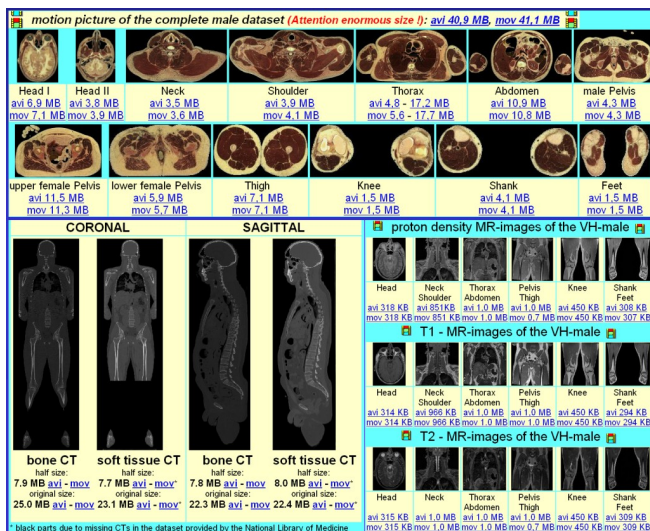 motion picture of the complete male dataset (Attention enormous size !): avi 40,9 MB, mov 41,1 MB
Head I
avi 6,9 MB
mov 7,1 MB
Head II
avi 3,8 MB
mov 3,9 MB
Neck
avi 3,5 MB
mov 3,6 MB
Shoulder
avi 3,9 MB
mov 4,1 MB
Thorax
avi 4,8 - 17,2 MB
mov 5,6 - 17,7 MB
Abdomen
avi 10,9 MB
mov 10,8 MB
male Pelvis
avi 4,3 MB
mov 4,3 MB
upper female Pelvis
avi 11,5 MB
mov 11,3 MB
lower female Pelvis
avi 5,9 MB
mov 5,7 MB
Thigh
avi 7,1 MB
mov 7,1 MB
Knee
avi 1,5 MB
mov 1,5 MB
Shank
avi 4,1 MB
mov 4,1 MB
Feet
avi 1,5 MB
mov 1,5 MB
CORONAL
SAGITTAL
bone CT
half size:
7.9 MB avi - mov
original size:
25.0 MB avi - mov*
soft tissue CT
half size:
7.7 MB avi - mov*
original size:
23.1 MB avi - mov*
bone CT
half size:
7.8 MB avi - mov
original size:
22.3 MB avi - mov*
soft tissue CT
half size:
8.0 MB avi - mov*
original size:
22.4 MB avi - mov*
* black parts due to missing CTs in the dataset provided by the National Library of Medicine
proton density MR-images of the VH-male
Head
avi 318 KB
mov 318 KB
Neck
Shoulder
avi 851KB
mov 851 KB
Thorax
Abdomen
avi 1.0 MB
mov 1.0 MB
Pelvis
Thigh
avi 1.0 MB
mov 0,7 MB
Knee
avi 450 KB
mov 450 KB
Shank
Feet
avi 308 KB
mov 307 KB
T1 - MR-images of the VH-male
Head
avi 314 KB
mov 314 KB
Neck
Shoulder
avi 966 KB
mov 966 KB
Thorax
Abdomen
avi 1.0 MB
mov 1.0 MB
Pelvis
Thigh
avi 1.0 MB
mov 1.0 MB
Knee
avi 450 KB
mov 450 KB
Shank
Feet
avi 294 KB
mov 294 KB
T2 - MR-images of the VH-male
Head
avi 315 KB
mov 315 KB
Neck
Shoulder
avi 1,0 MB
mov 1,0 MB
Thorax
Abdomen
avi 1.0 MB
mov 1.0 MB
Pelvis
Thigh
avi 1.0 MB
mov 1.0 MB
Knee
avi 450 KB
mov 450 KB
Shank
Feet
avi 309 KB
mov 309 KB